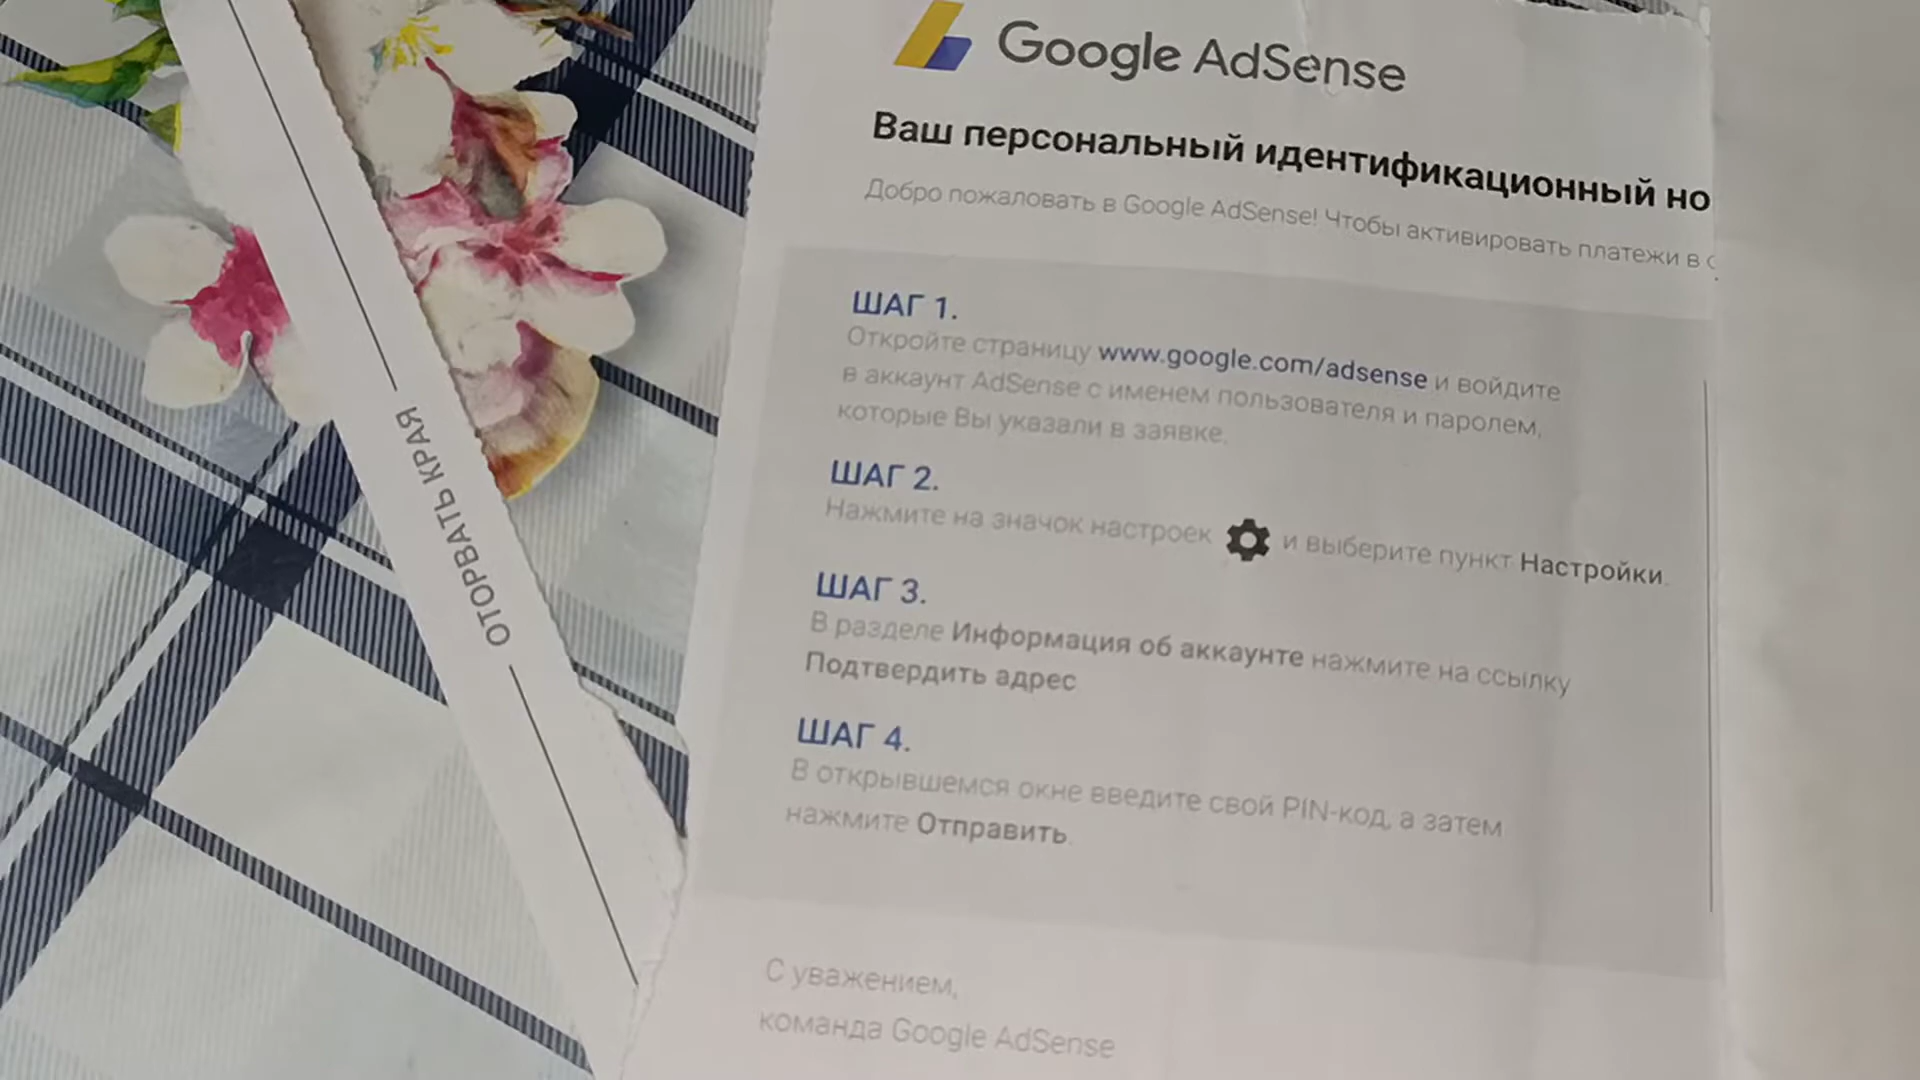 Google AdSense
Ваш персональный идентификационный но
Добро пожаловать в Google AdSense! Чтобы активировать платежи в
ШАГ 1.
Откройте страницу www.google.com/adsense и войдите
в аккаунт AdSense с именем пользователя и паролем,
которые Вы указали в заявке.
ШАГ 2.
Нажмите на значок настроек и выберите пункт Настройки.
ШАГ 3.
В разделе Информация об аккаунте нажмите на ссылку
Подтвердить адрес
ШАГ 4.
В открывшемся окне введите свой PIN-код, а затем
нажмите Отправить.
С уважением,
команда Google AdSense
ОТОРВАТЬ КРАЯ